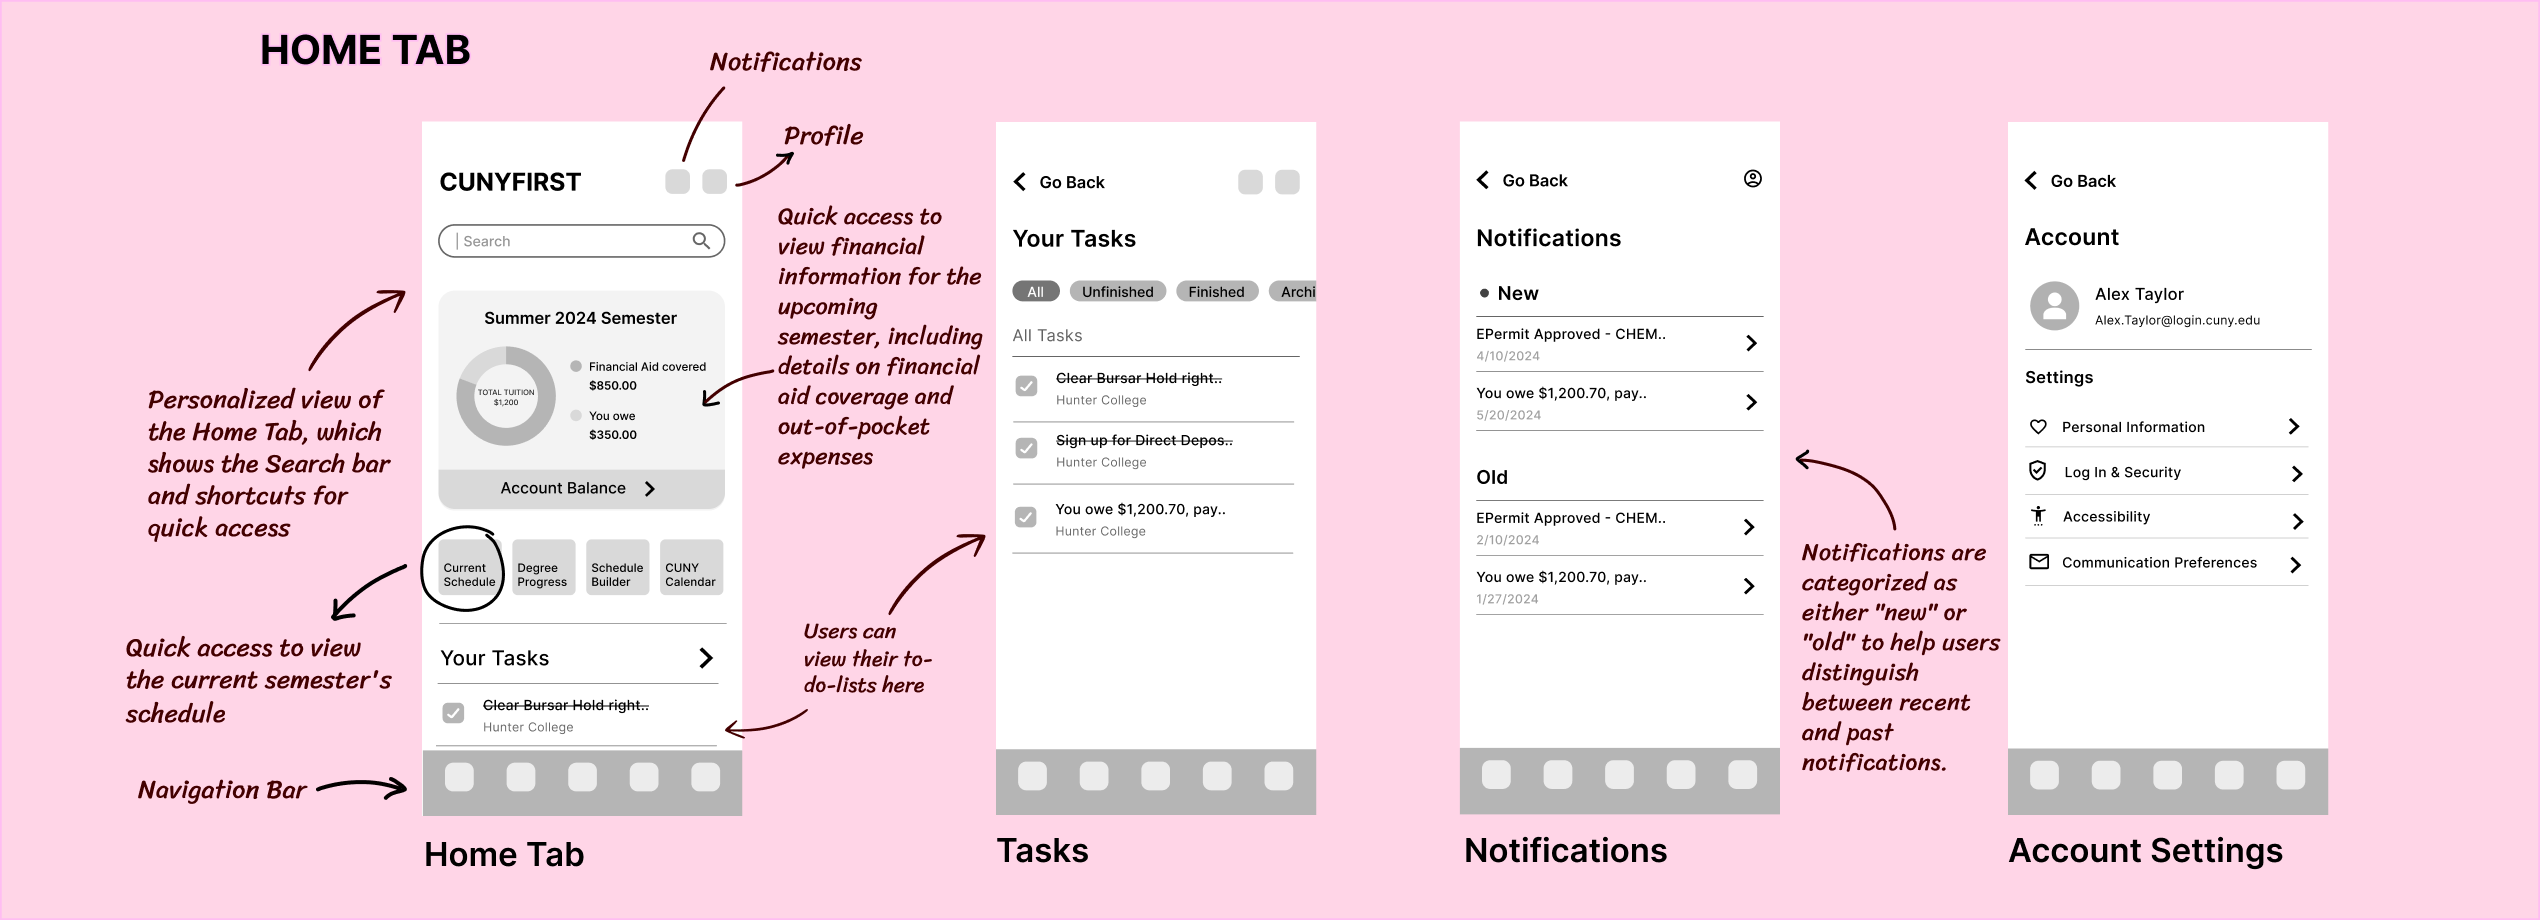 HOME TAB
Notifications
Profile
CUNYFIRST
Search
Summer 2024 Semester
TOTAL TUITION
$1,200
Financial Aid covered
$850.00
You owe
$350.00
Account Balance
Current
Schedule
Degree
Progress
Schedule
Builder
CUNY
Calendar
Your Tasks
Clear Bursar Hold right..
Hunter College
Home Tab
Personalized view of
the Home Tab, which
shows the Search bar
and shortcuts for
quick access
Quick access to view
the current semester's
schedule
Navigation Bar
Quick access to
view financial
information for the
upcoming
semester, including
details on financial
aid coverage and
out-of-pocket
expenses
Users can
view their to-
do-lists here
Go Back
Your Tasks
All
Unfinished
Finished
Archi
All Tasks
Clear Bursar Hold right..
Hunter College
Sign up for Direct Depos..
Hunter College
You owe $1,200.70, pay..
Hunter College
Tasks
Go Back
Notifications
New
EPermit Approved - CHEM..
4/10/2024
You owe $1,200.70, pay..
5/20/2024
Old
EPermit Approved - CHEM..
2/10/2024
You owe $1,200.70, pay..
1/27/2024
Notifications
Notifications are
categorized as
either "new" or
"old" to help users
distinguish
between recent
and past
notifications.
Go Back
Account
Alex Taylor
Alex.Taylor@login.cuny.edu
Settings
Personal Information
Log In & Security
Accessibility
Communication Preferences
Account Settings